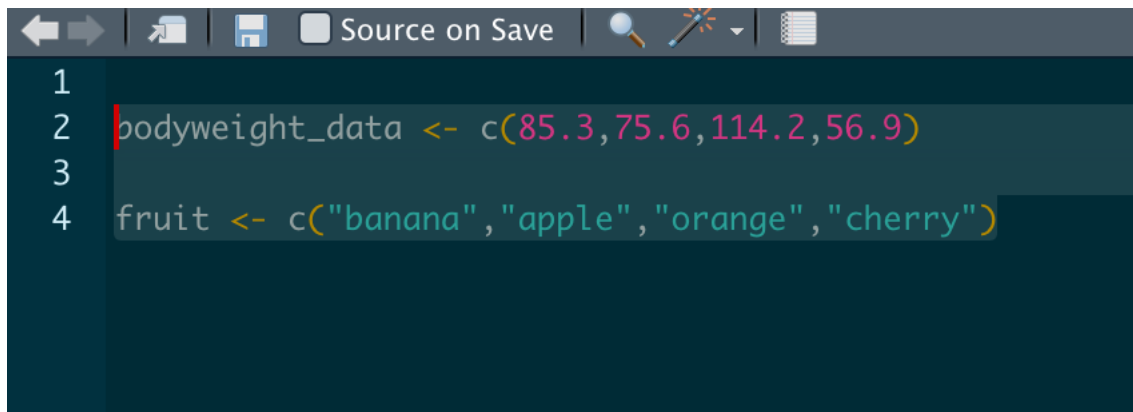 Source on Save
1
2 bodyweight_data <- c(85.3,75.6,114.2,56.9)
3
4 fruit <- c("banana","apple","orange","cherry")